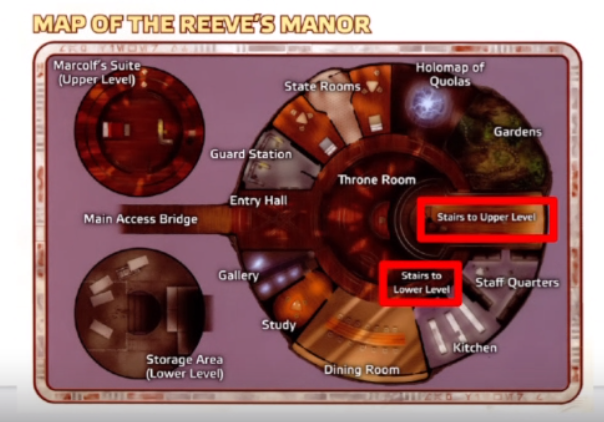 MAP OF THE REEVE'S MANOR
Marcolf's Suite
(Upper Level)
State Rooms
Holomap of
Quolas
Gardens
Guard Station
Throne Room
Entry Hall
Main Access Bridge
Stairs to Upper Level
Gallery
Stairs to
Lower Level
Staff Quarters
Study
Kitchen
Storage Area
(Lower Level)
Dining Room